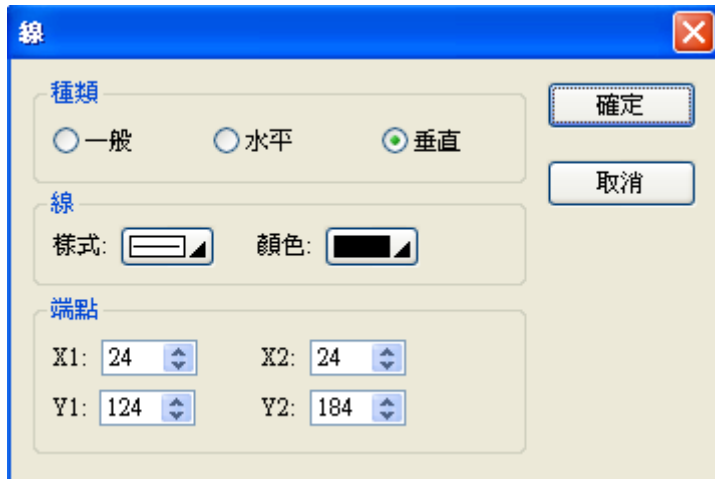 線
種類
確定
一般 水平 垂直
取消
線
樣式: 顏色:
端點
X1: 24 X2: 24
Y1: 124 Y2: 184